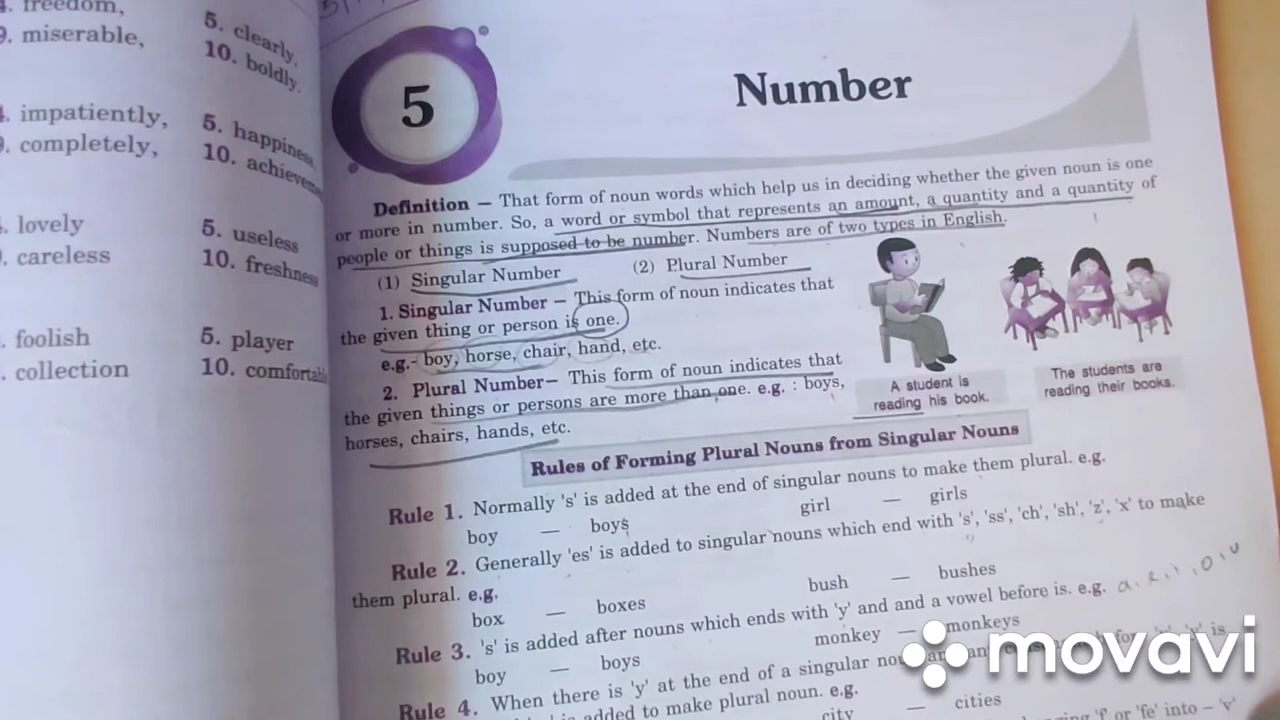 freedom,
miserable,
5. clearly,
10. boldly.
impatiently,
completely,
5. happiness
10.
lovely
careless
5. useless
10. freshness
foolish
collection
5. player
10.
5
Number
Definition – That form of noun words which help us in deciding whether the given noun is one
or more in number. So, a word or symbol that represents an amount, a quantity and a quantity of
people or things is supposed to be number. Numbers are of two types in English.
(1) Singular Number (2) Plural Number
1. Singular Number – This form of noun indicates that
the given thing or person is one.
e.g.- boy, horse, chair, hand, etc.
2. Plural Number– This form of noun indicates that
the given things or persons are more than one. e.g. : boys,
horses, chairs, hands, etc.
A student is
reading his book.
The students are
reading their books.
Rules of Forming Plural Nouns from Singular Nouns
Rule 1. Normally 's' is added at the end of singular nouns to make them plural. e.g.
boy — boys girl — girls
Rule 2. Generally 'es' is added to singular nouns which end with 's', 'ss', 'ch', 'sh', 'z', 'x' to make
them plural. e.g.
box — boxes bush — bushes
Rule 3. 's' is added after nouns which ends with 'y' and and a vowel before is. e.g. a, e, i, o, u
boy — boys monkey — monkeys
Rule 4. When there is 'y' at the end of a singular
is added to make plural noun. e.g.
city — cities
'f' or 'fe' into – 'v'
movavi